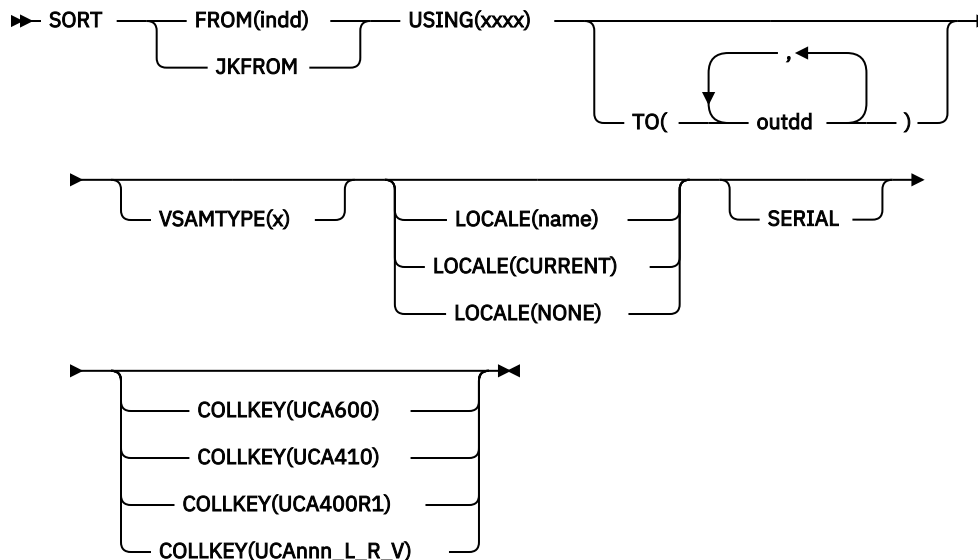 SORT FROM(indd) USING(xxxx)
JKFROM
,
TO( outdd )
VSAMTYPE(x) LOCALE(name) SERIAL
LOCALE(CURRENT)
LOCALE(NONE)
COLLKEY(UCA600)
COLLKEY(UCA410)
COLLKEY(UCA400R1)
COLLKEY(UCAnnn_L_R_V)